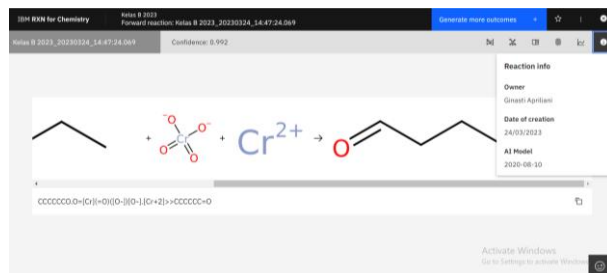 IBM RXN for Chemistry
Kelas B 2023
Forward reaction: Kelas B 2023_20230324_14:47:24.069
Generate more outcomes +
Kelas B 2023_20230324_14:47:24.069
Confidence: 0.992
Reaction info
Owner
Ginasti Apriliani
Date of creation
24/03/2023
AI Model
2020-08-10
+ O O- Cr O O- + Cr2+ → O
CCCCCCO.O=[Cr](=O)([O-])[O-].[Cr+2]>>CCCCCC=O
Activate Windows
Go to Settings to activate Windows